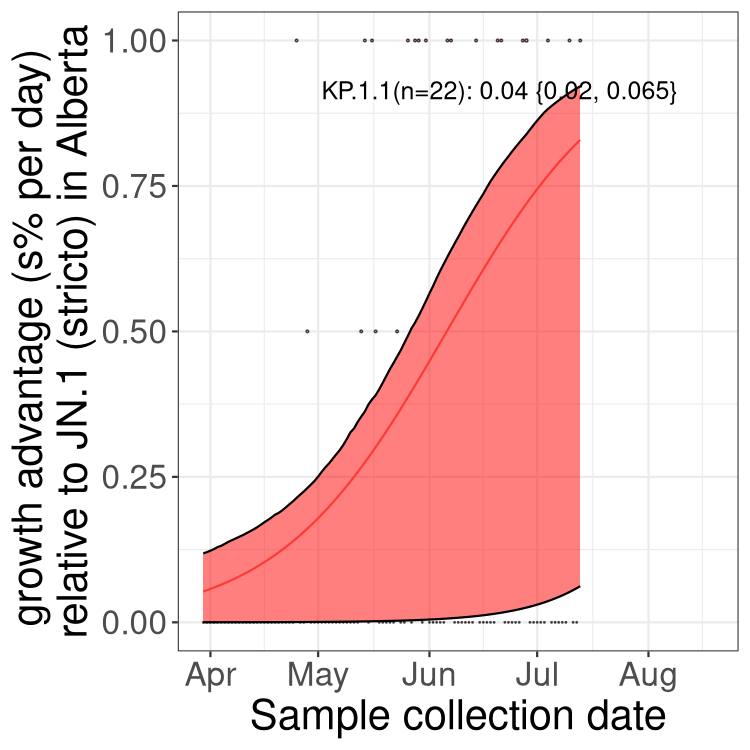 growth advantage (s% per day)
relative to JN.1 (stricto) in Alberta
1.00
0.75
0.50
0.25
0.00
KP.1.1(n=22): 0.04 {0.02, 0.065}
Apr May Jun Jul Aug
Sample collection date